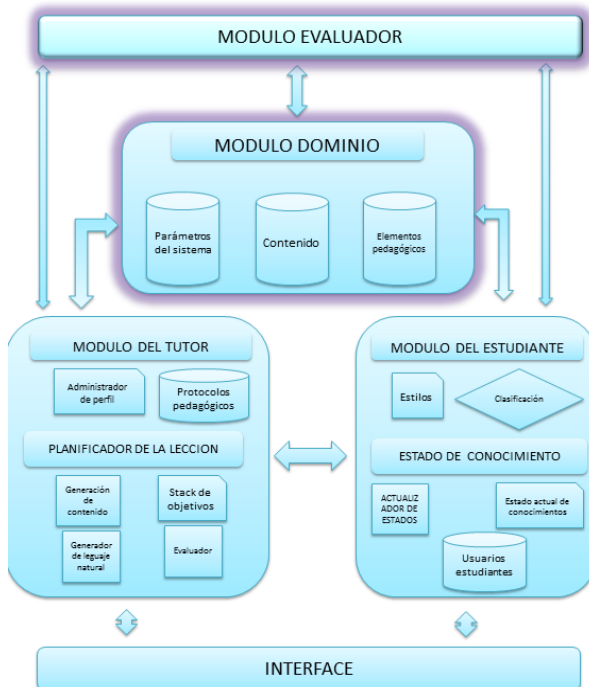 MODULO EVALUADOR
MODULO DOMINIO
Parámetros
del sistema
Contenido
Elementos
pedagógicos
MODULO DEL TUTOR
Administrador
de perfil
Protocolos
pedagógicos
PLANIFICADOR DE LA LECCION
Generación
de
contenido
Stack de
objetivos
Generador
de leguaje
natural
Evaluador
MODULO DEL ESTUDIANTE
Estilos
Clasificación
ESTADO DE CONOCIMIENTO
ACTUALIZ
ADOR DE
ESTADOS
Estado actual de
conocimientos
Usuarios
estudiantes
INTERFACE